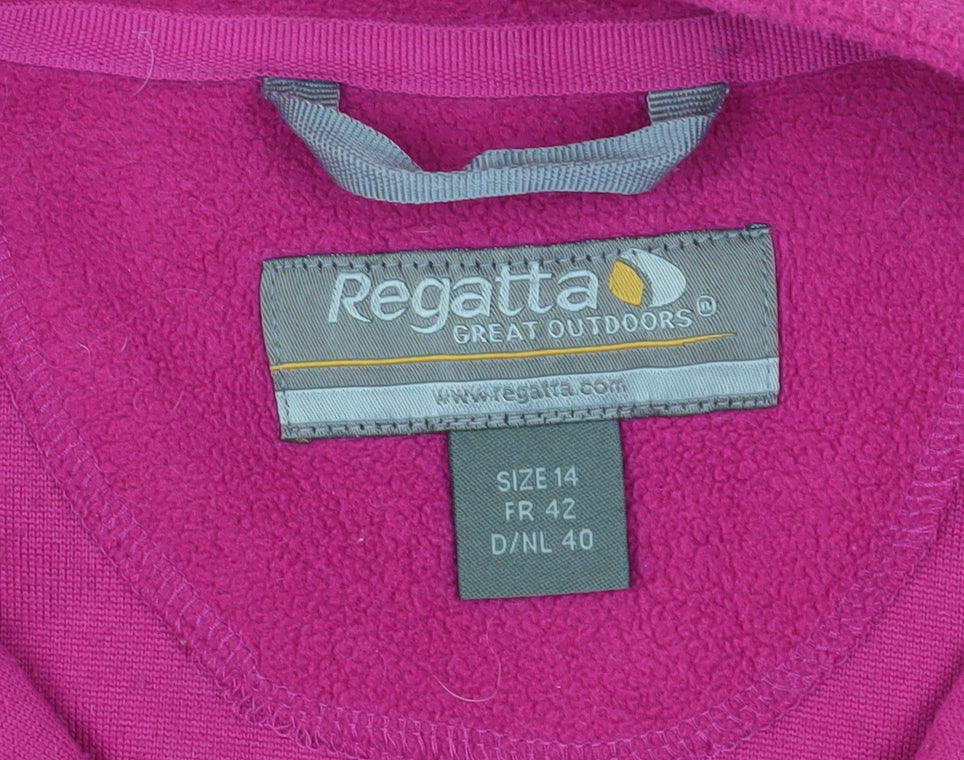 Regatta
GREAT OUTDOORS
www.regatta.com
SIZE 14
FR 42
D/NL 40